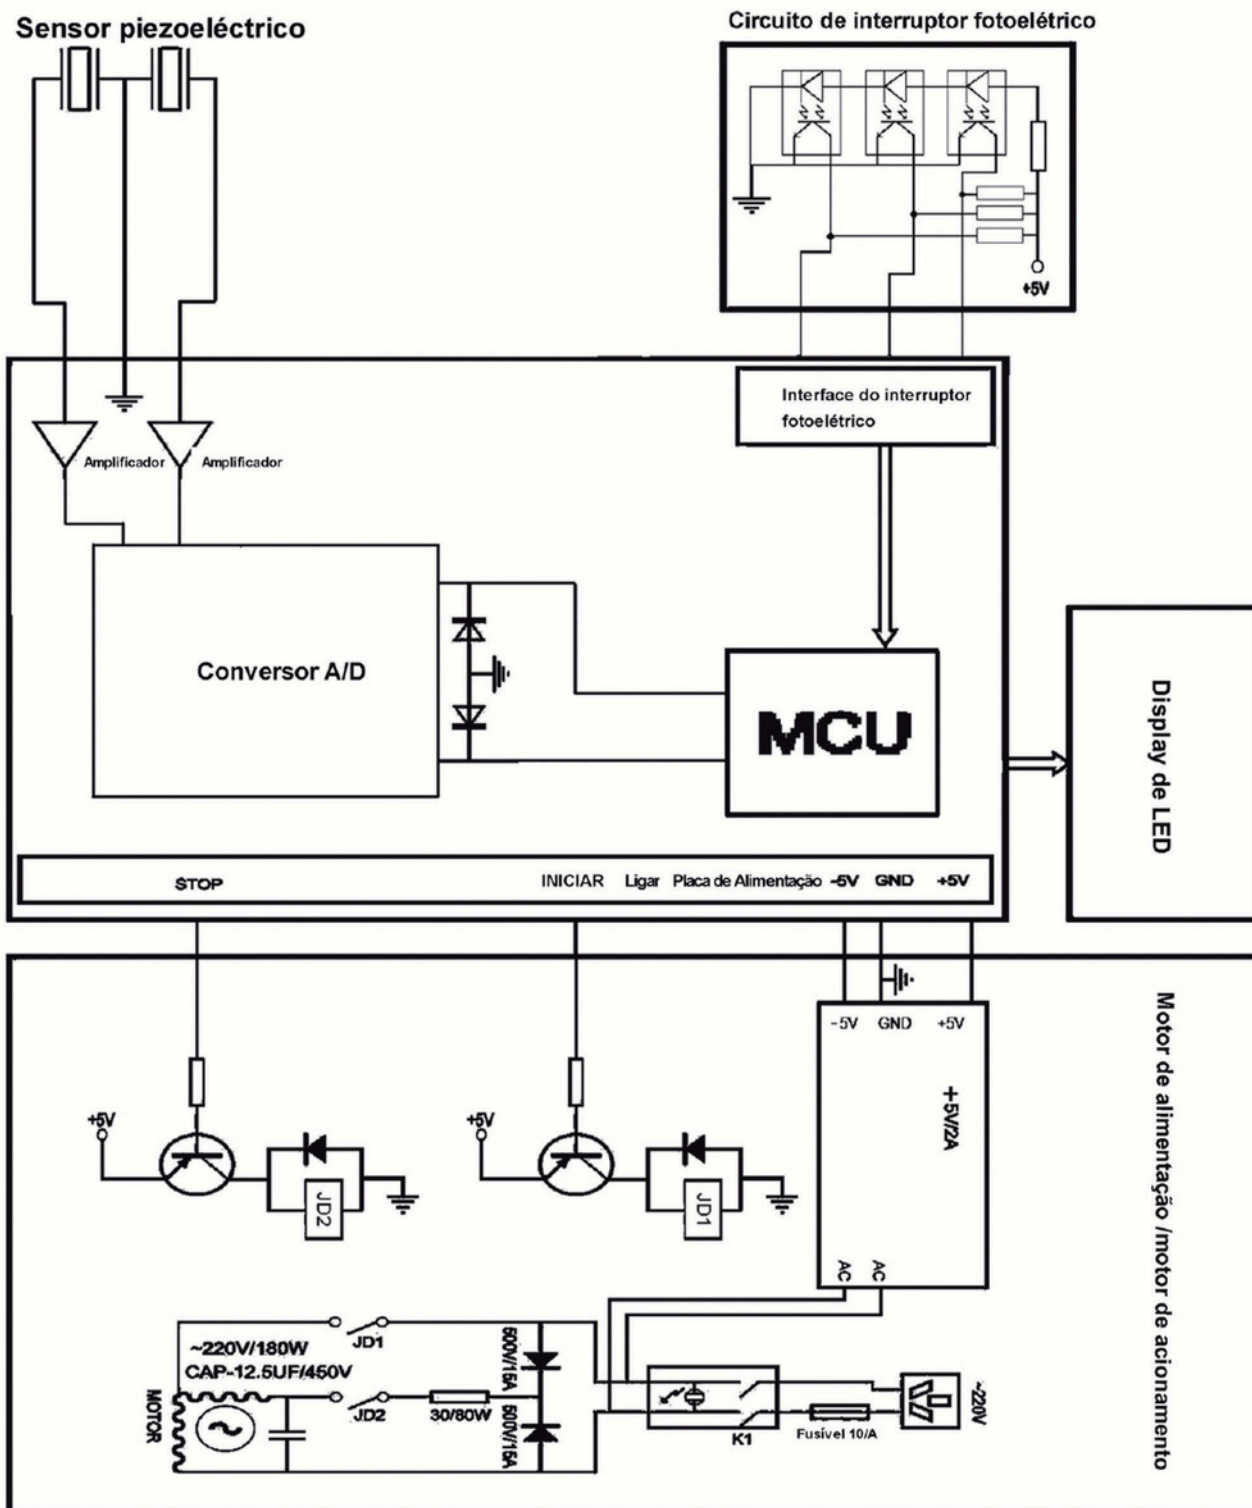 Sensor piezoeléctrico
Circuito de interruptor fotoelétrico
+5V
Interface do interruptor
fotoelétrico
Amplificador
Amplificador
Conversor A/D
MCU
Display de LED
STOP
INICIAR
Ligar
Placa de Alimentação
-5V
GND
+5V
-5V
GND
+5V
+5V/2A
AC
AC
Motor de alimentação /motor de acionamento
+5V
JD2
+5V
JD1
~220V/180W
CAP-12.5UF/450V
MOTOR
JD1
JD2
30/80W
500V/15A
500V/15A
K1
Fusível 10/A
~220V